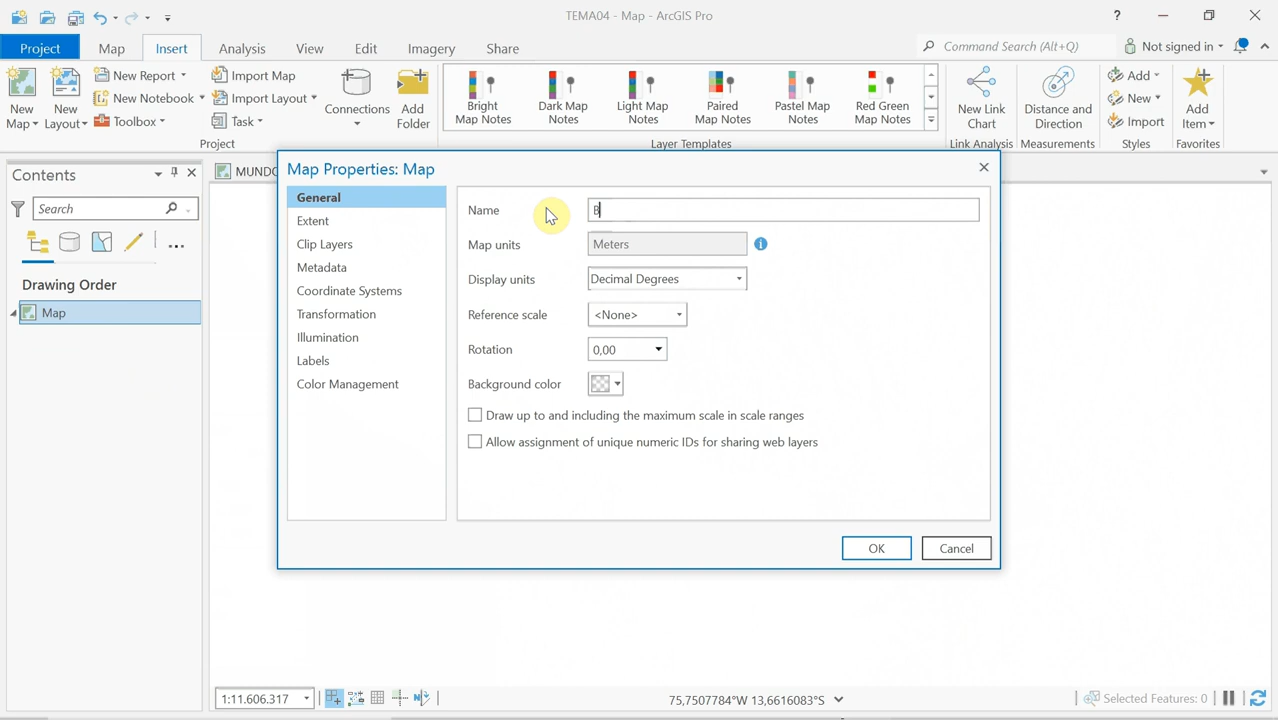 TEMA04 - Map - ArcGIS Pro
?
Project
Map
Insert
Analysis
View
Edit
Imagery
Share
Command Search (Alt+Q)
Not signed in
New Map
New Layout
New Report
New Notebook
Toolbox
Import Map
Import Layout
Task
Connections
Add Folder
Bright Map Notes
Dark Map Notes
Light Map Notes
Paired Map Notes
Pastel Map Notes
Red Green Map Notes
New Link Chart
Distance and Direction
Add
New
Import
Add Item
Project
Layer Templates
Link Analysis
Measurements
Styles
Favorites
Contents
Search
Drawing Order
Map
MUNDO
Map Properties: Map
General
Extent
Clip Layers
Metadata
Coordinate Systems
Transformation
Illumination
Labels
Color Management
Name B
Map units Meters
Display units Decimal Degrees
Reference scale <None>
Rotation 0,00
Background color
Draw up to and including the maximum scale in scale ranges
Allow assignment of unique numeric IDs for sharing web layers
OK
Cancel
1:11.606.317
75,7507784°W 13,6616083°S
Selected Features: 0